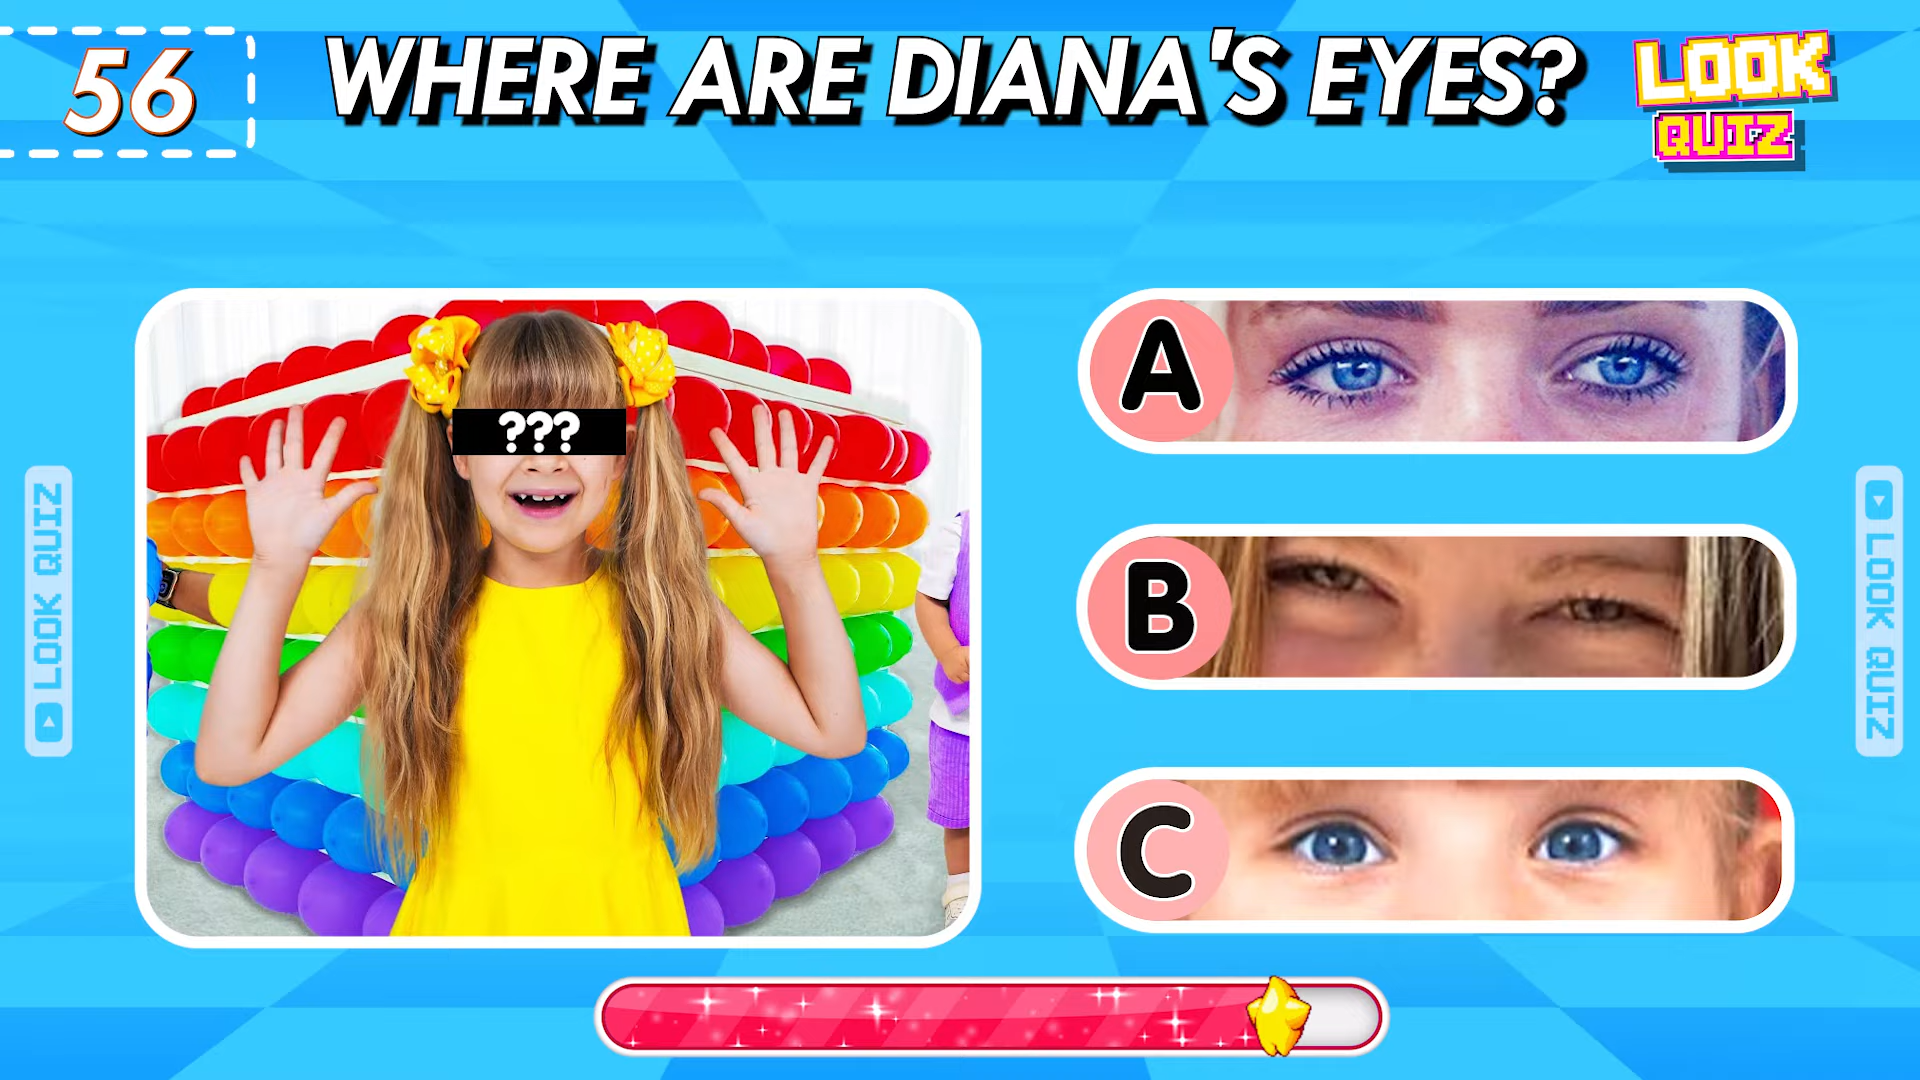 56
WHERE ARE DIANA'S EYES?
LOOK
QUIZ
???
A
B
C
LOOK QUIZ
LOOK QUIZ